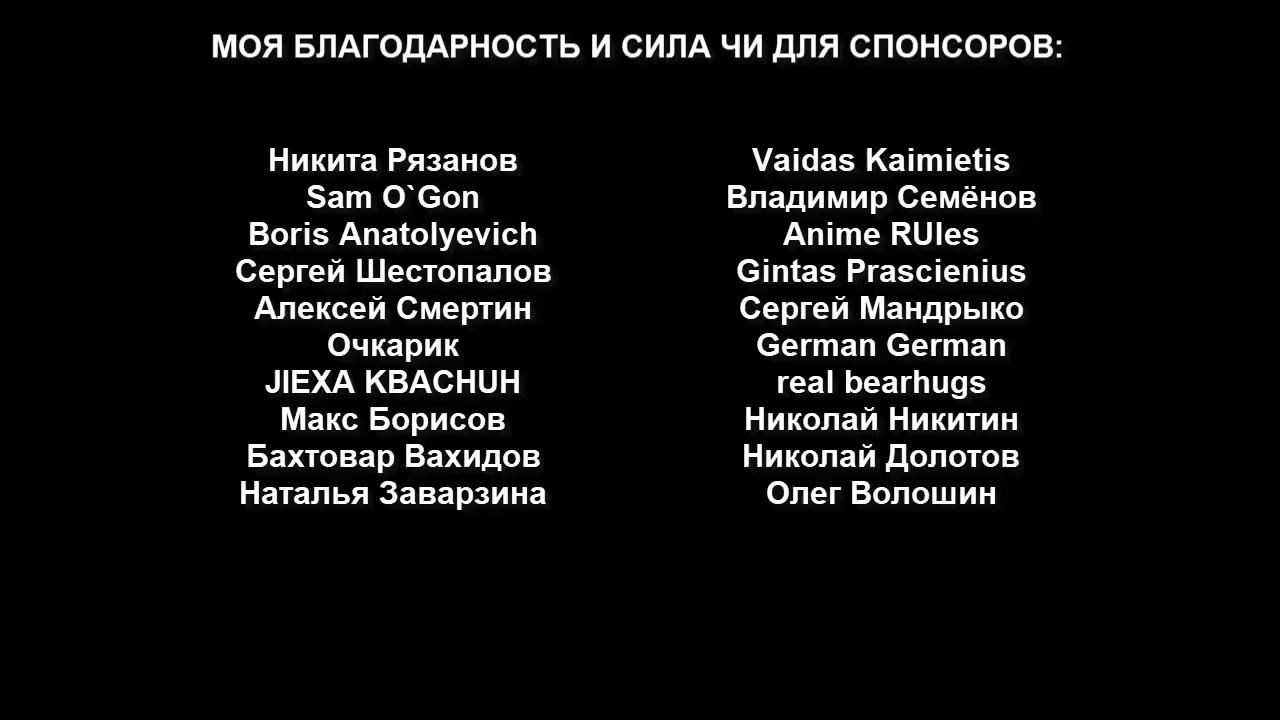 МОЯ БЛАГОДАРНОСТЬ И СИЛА ЧИ ДЛЯ СПОНСОРОВ:
Никита Рязанов
Sam O`Gon
Boris Anatolyevich
Сергей Шестопалов
Алексей Смертин
Очкарик
JIEXA KBACHUH
Макс Борисов
Бахтовар Вахидов
Наталья Заварзина
Vaidas Kaimietis
Владимир Семёнов
Anime RUles
Gintas Prascienius
Сергей Мандрыко
German German
real bearhugs
Николай Никитин
Николай Долотов
Олег Волошин